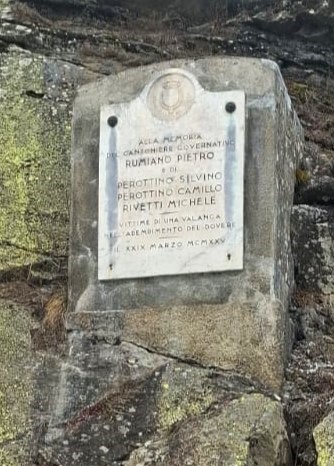 ALLA MEMORIA
DEL CANTONIERE GOVERNATIVO
RUMIANO PIETRO
E DI
PEROTTINO SILVINO
PEROTTINO CAMILLO
RIVETTI MICHELE
VITTIME DI UNA VALANGA
NELL'ADEMPIMENTO DEL DOVERE
IL XXIX MARZO MCMXXV